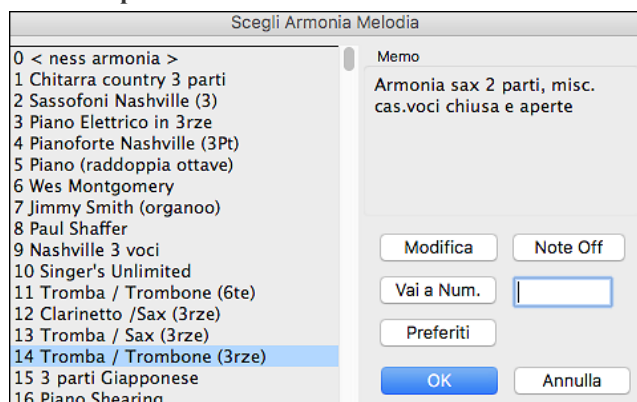 Scegli Armonia Melodia
0 < ness armonia >
1 Chitarra country 3 parti
2 Sassofoni Nashville (3)
3 Piano Elettrico in 3rze
4 Pianoforte Nashville (3Pt)
5 Piano (raddoppia ottave)
6 Wes Montgomery
7 Jimmy Smith (organoo)
8 Paul Shaffer
9 Nashville 3 voci
10 Singer's Unlimited
11 Tromba / Trombone (6te)
12 Clarinetto /Sax (3rze)
13 Tromba / Sax (3rze)
14 Tromba / Trombone (3rze)
15 3 parti Giapponese
16 Piano Shearing
Memo
Armonia sax 2 parti, misc.
cas.voci chiusa e aperte
Modifica
Note Off
Vai a Num.
Preferiti
OK
Annulla